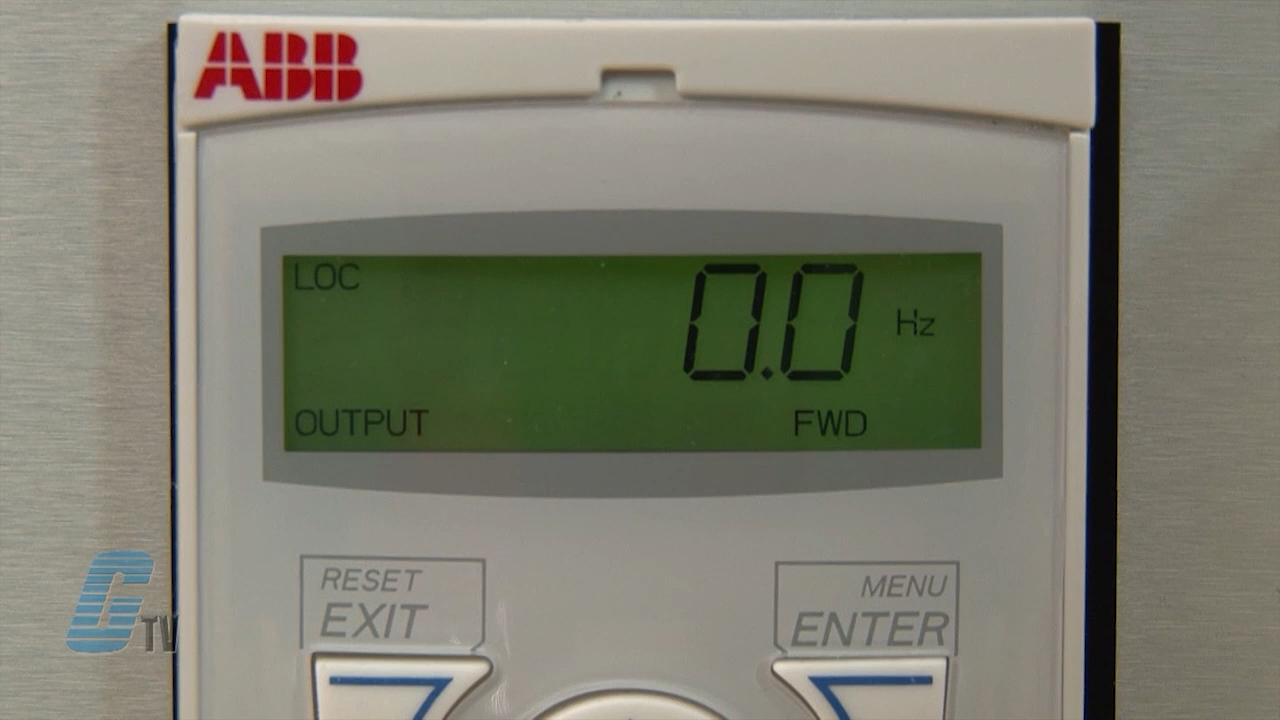 ABB
LOC
0.0 Hz
OUTPUT FWD
RESET
EXIT
MENU
ENTER
G TV